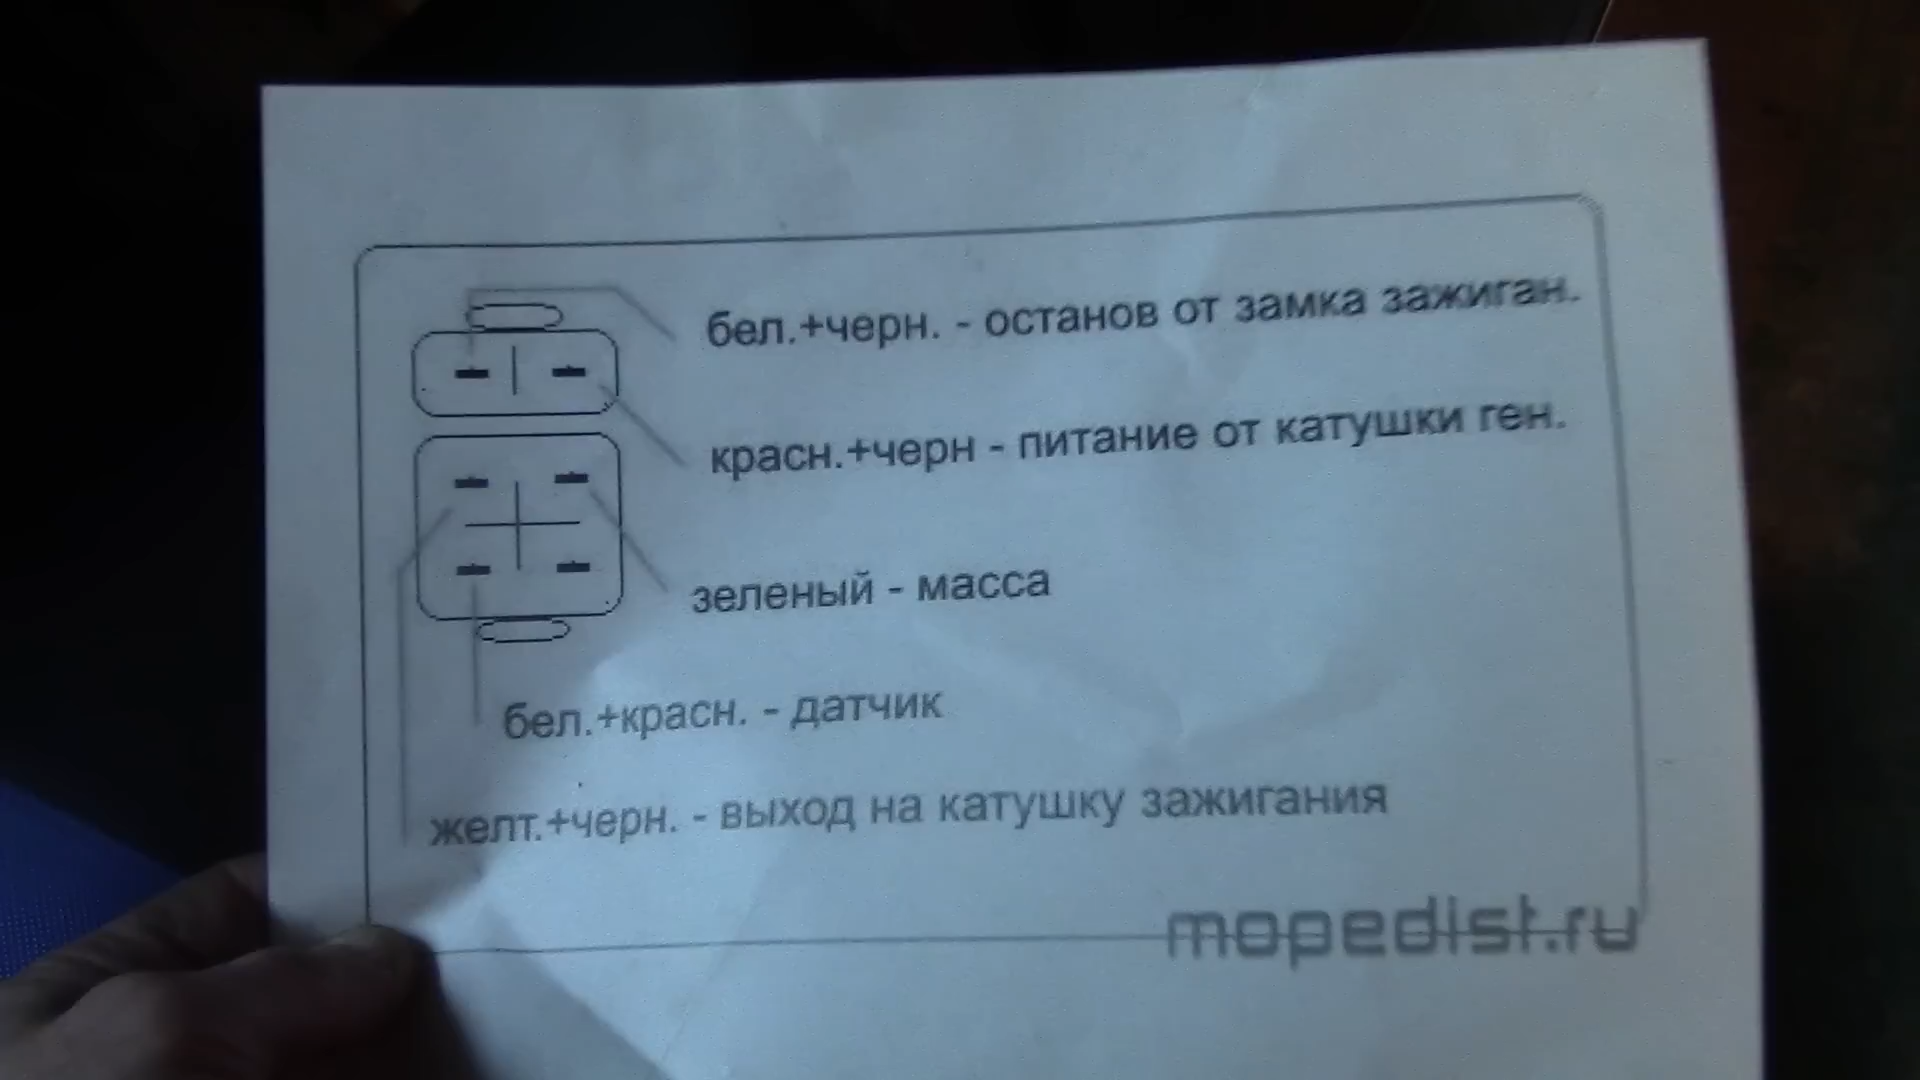 бел.+черн. - останов от замка зажиган.
красн.+черн - питание от катушки ген.
зеленый - масса
бел.+красн. - датчик
желт.+черн. - выход на катушку зажигания
mopedist.ru